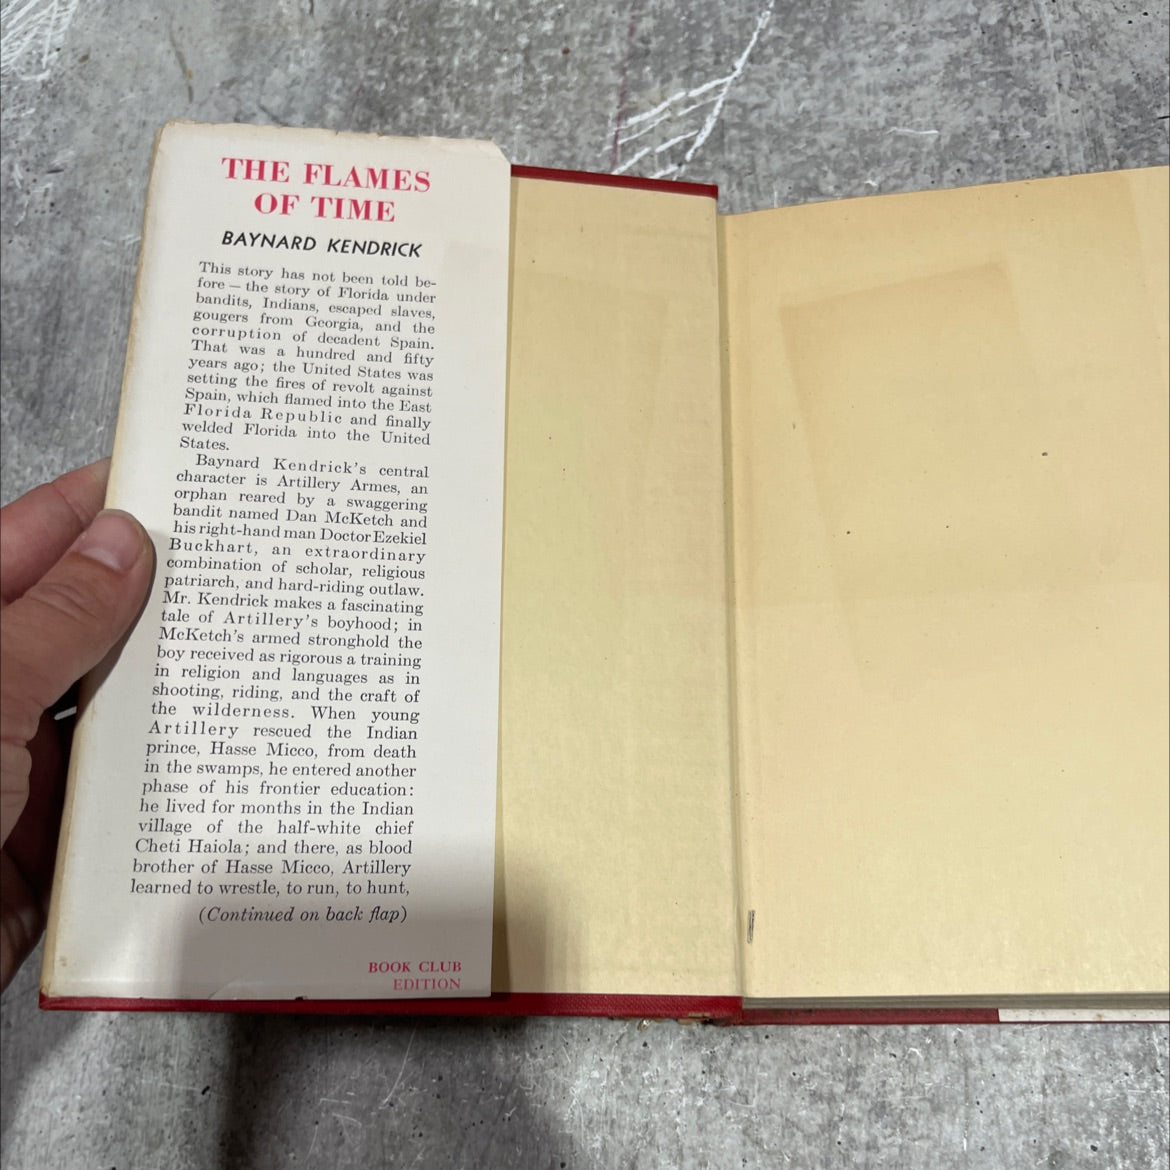 THE FLAMES
OF TIME
BAYNARD KENDRICK
This story has not been told be-
fore — the story of Florida under
bandits, Indians, escaped slaves,
gougers from Georgia, and the
corruption of decadent Spain.
That was a hundred and fifty
years ago; the United States was
setting the fires of revolt against
Spain, which flamed into the East
Florida Republic and finally
welded Florida into the United
States.
Baynard Kendrick's central
character is Artillery Armes, an
orphan reared by a swaggering
bandit named Dan McKetch and
his right-hand man Doctor Ezekiel
Buckhart, an extraordinary
combination of scholar, religious
patriarch, and hard-riding outlaw.
Mr. Kendrick makes a fascinating
tale of Artillery's boyhood; in
McKetch's armed stronghold the
boy received as rigorous a training
in religion and languages as in
shooting, riding, and the craft of
the wilderness. When young
Artillery rescued the Indian
prince, Hasse Micco, from death
in the swamps, he entered another
phase of his frontier education:
he lived for months in the Indian
village of the half-white chief
Cheti Haiola; and there, as blood
brother of Hasse Micco, Artillery
learned to wrestle, to run, to hunt,
(Continued on back flap)
BOOK CLUB
EDITION